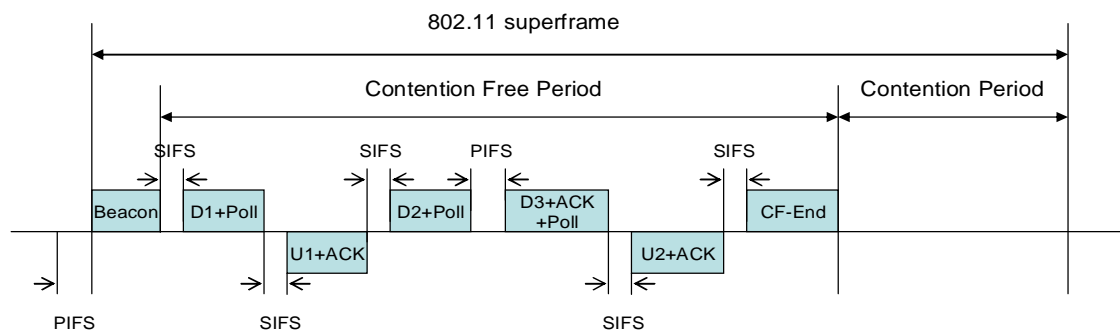 802.11 superframe
Contention Free Period
Contention Period
SIFS
SIFS
PIFS
SIFS
Beacon
D1+Poll
D2+Poll
D3+ACK
+Poll
CF-End
U1+ACK
U2+ACK
PIFS
SIFS
SIFS